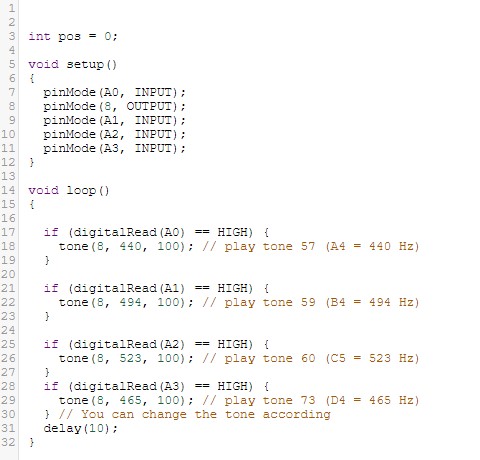 1
2
3 int pos = 0;
4
5 void setup()
6 {
7   pinMode(A0, INPUT);
8   pinMode(8, OUTPUT);
9   pinMode(A1, INPUT);
10   pinMode(A2, INPUT);
11   pinMode(A3, INPUT);
12 }
13
14 void loop()
15 {
16
17   if (digitalRead(A0) == HIGH) {
18     tone(8, 440, 100); // play tone 57 (A4 = 440 Hz)
19   }
20
21   if (digitalRead(A1) == HIGH) {
22     tone(8, 494, 100); // play tone 59 (B4 = 494 Hz)
23   }
24
25   if (digitalRead(A2) == HIGH) {
26     tone(8, 523, 100); // play tone 60 (C5 = 523 Hz)
27   }
28   if (digitalRead(A3) == HIGH) {
29     tone(8, 465, 100); // play tone 73 (D4 = 465 Hz)
30   } // You can change the tone according
31   delay(10);
32 }